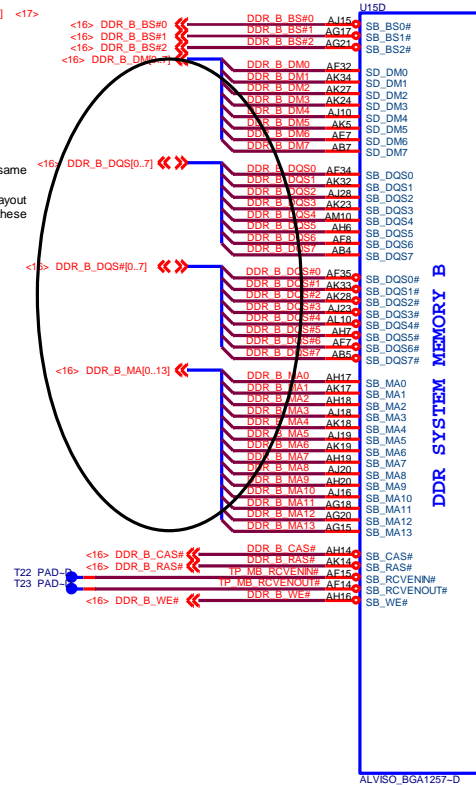 ] <17>
U15D
<16> DDR_B_BS#0 DDR_B_BS#0 AJ15 SB_BS0#
<16> DDR_B_BS#1 DDR_B_BS#1 AG17 SB_BS1#
<16> DDR_B_BS#2 DDR_B_BS#2 AG21 SB_BS2#
<16> DDR_B_DM[0..7]
DDR_B_DM0 AF32 SD_DM0
DDR_B_DM1 AK34 SD_DM1
DDR_B_DM2 AK27 SD_DM2
DDR_B_DM3 AK24 SD_DM3
DDR_B_DM4 AJ10 SD_DM4
DDR_B_DM5 AK5 SD_DM5
DDR_B_DM6 AE7 SD_DM6
DDR_B_DM7 AB7 SD_DM7
same
<16> DDR_B_DQS[0..7]
DDR_B_DQS0 AF34 SB_DQS0
DDR_B_DQS1 AK32 SB_DQS1
DDR_B_DQS2 AJ28 SB_DQS2
ayout
DDR_B_DQS3 AK23 SB_DQS3
these
DDR_B_DQS4 AM10 SB_DQS4
DDR_B_DQS5 AH6 SB_DQS5
DDR_B_DQS6 AF8 SB_DQS6
DDR_B_DQS7 AB4 SB_DQS7
<16> DDR_B_DQS#[0..7]
DDR_B_DQS#0 AF35 SB_DQS0#
DDR_B_DQS#1 AK33 SB_DQS1#
DDR_B_DQS#2 AK28 SB_DQS2#
DDR_B_DQS#3 AJ23 SB_DQS3#
DDR_B_DQS#4 AL10 SB_DQS4#
DDR_B_DQS#5 AH7 SB_DQS5#
DDR_B_DQS#6 AF7 SB_DQS6#
DDR_B_DQS#7 AB5 SB_DQS7#
<16> DDR_B_MA[0..13]
DDR_B_MA0 AH17 SB_MA0
DDR_B_MA1 AK17 SB_MA1
DDR_B_MA2 AH18 SB_MA2
DDR_B_MA3 AJ18 SB_MA3
DDR_B_MA4 AK18 SB_MA4
DDR_B_MA5 AJ19 SB_MA5
DDR_B_MA6 AK19 SB_MA6
DDR_B_MA7 AH19 SB_MA7
DDR_B_MA8 AJ20 SB_MA8
DDR_B_MA9 AH20 SB_MA9
DDR_B_MA10 AJ16 SB_MA10
DDR_B_MA11 AG18 SB_MA11
DDR_B_MA12 AG20 SB_MA12
DDR_B_MA13 AG15 SB_MA13
<16> DDR_B_CAS# DDR_B_CAS# AH14 SB_CAS#
<16> DDR_B_RAS# DDR_B_RAS# AK14 SB_RAS#
T22 PAD~D TP_MB_RCVENIN# AF15 SB_RCVENIN#
T23 PAD~D TP_MB_RCVENOUT# AF14 SB_RCVENOUT#
<16> DDR_B_WE# DDR_B_WE# AH16 SB_WE#
DDR SYSTEM MEMORY B
ALVISO_BGA1257~D